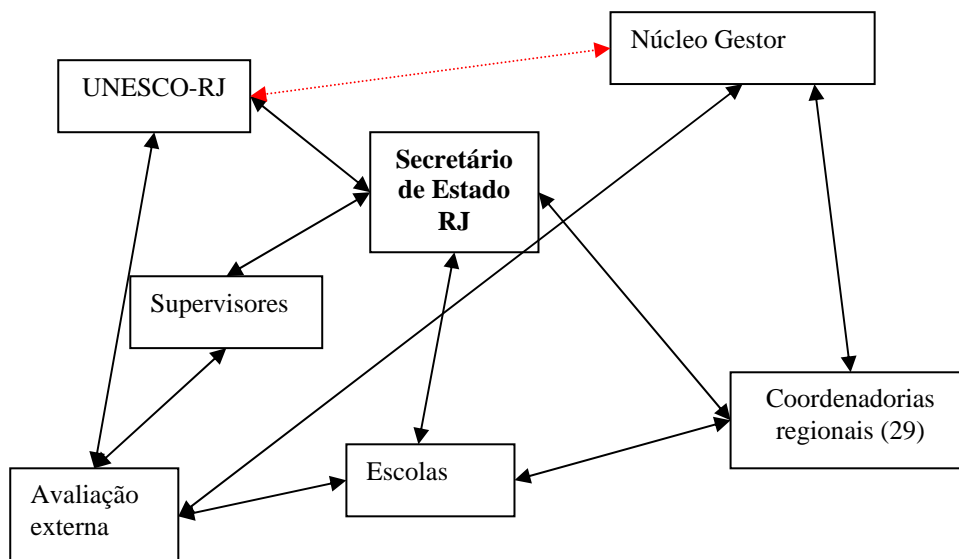 Núcleo Gestor
UNESCO-RJ
Secretário
de Estado
RJ
Supervisores
Coordenadorias
regionais (29)
Escolas
Avaliação
externa